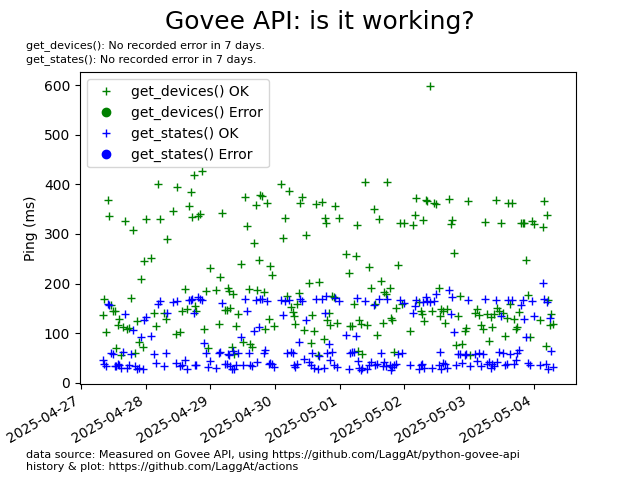 Govee API: is it working?
get_devices(): No recorded error in 7 days.
get_states(): No recorded error in 7 days.
get_devices() OK
get_devices() Error
get_states() OK
get_states() Error
Ping (ms)
600
500
400
300
200
100
0
2025-04-27
2025-04-28
2025-04-29
2025-04-30
2025-05-01
2025-05-02
2025-05-03
2025-05-04
data source: Measured on Govee API, using https://github.com/LaggAt/python-govee-api
history & plot: https://github.com/LaggAt/actions